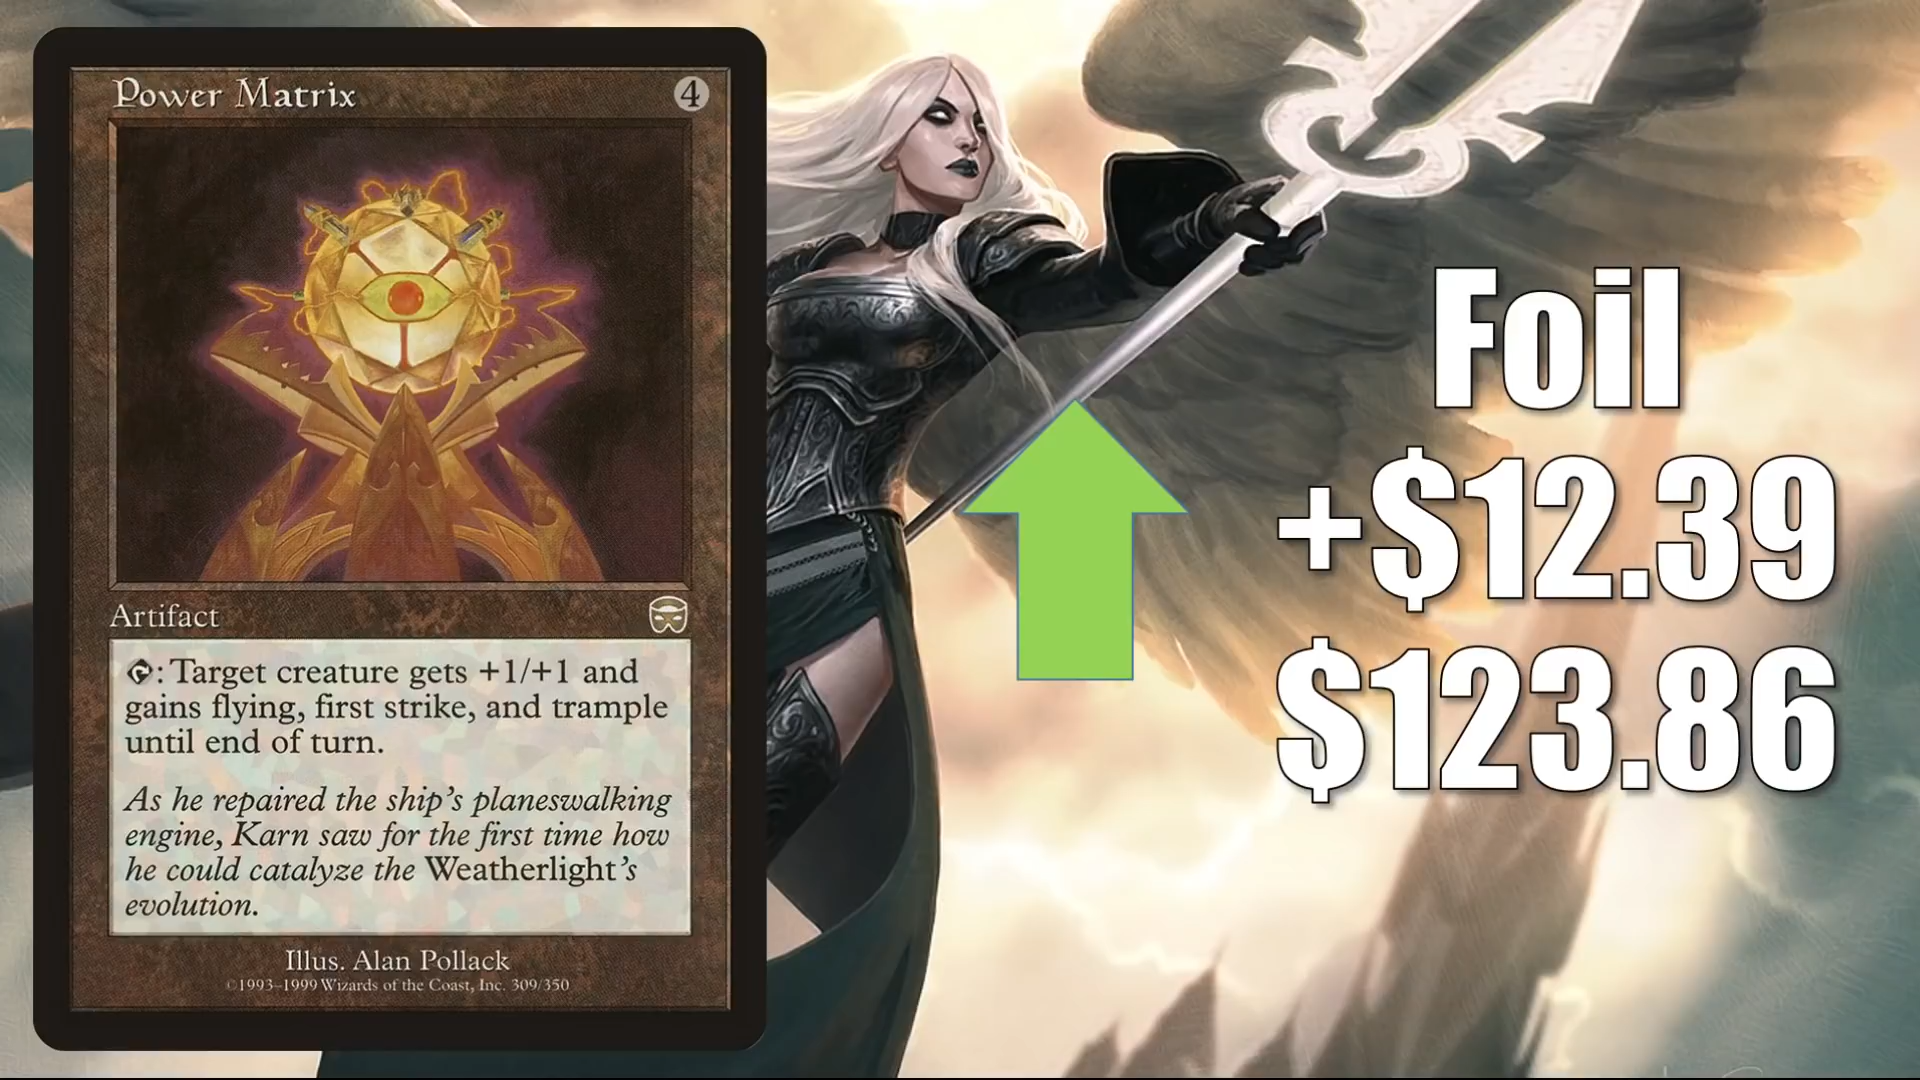 Power Matrix
4
Artifact
: Target creature gets +1/+1 and
gains flying, first strike, and trample
until end of turn.
As he repaired the ship's planeswalking
engine, Karn saw for the first time how
he could catalyze the Weatherlight's
evolution.
Illus. Alan Pollack
©1993–1999 Wizards of the Coast, Inc. 309/350
Foil
+$12.39
$123.86